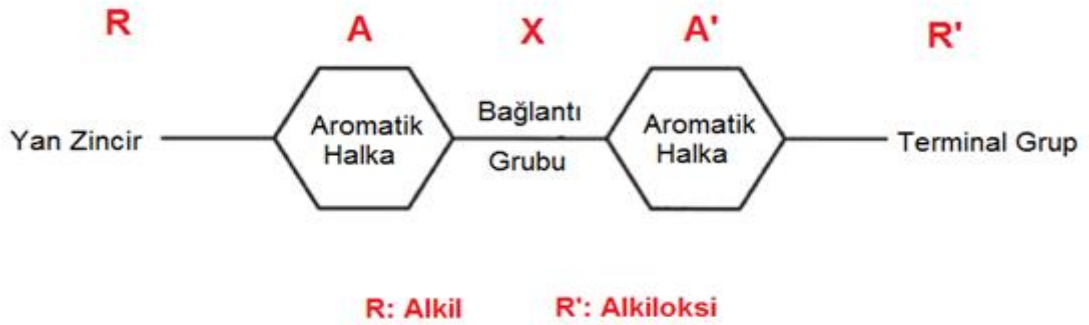 R A X A' R'
Yan Zincir
Aromatik
Halka
Bağlantı
Grubu
Aromatik
Halka
Terminal Grup
R: Alkil R': Alkiloksi